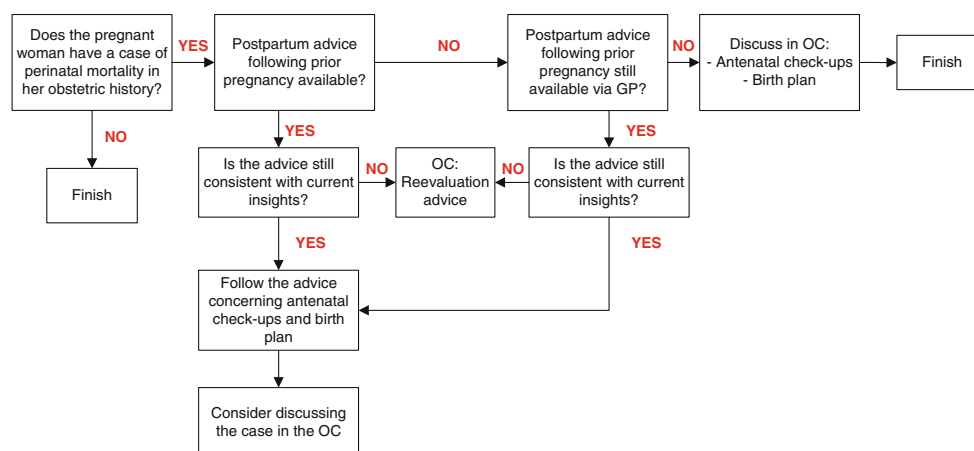 Does the pregnant
woman have a case of
perinatal mortality in
her obstetric history?
YES
Postpartum advice
following prior
pregnancy available?
NO
Postpartum advice
following prior
pregnancy still
available via GP?
NO
Discuss in OC:
- Antenatal check-ups
- Birth plan
Finish
NO
YES
YES
Finish
Is the advice still
consistent with current
insights?
NO
OC:
Reevaluation
advice
NO
Is the advice still
consistent with current
insights?
YES
YES
Follow the advice
concerning antenatal
check-ups and birth
plan
Consider discussing
the case in the OC